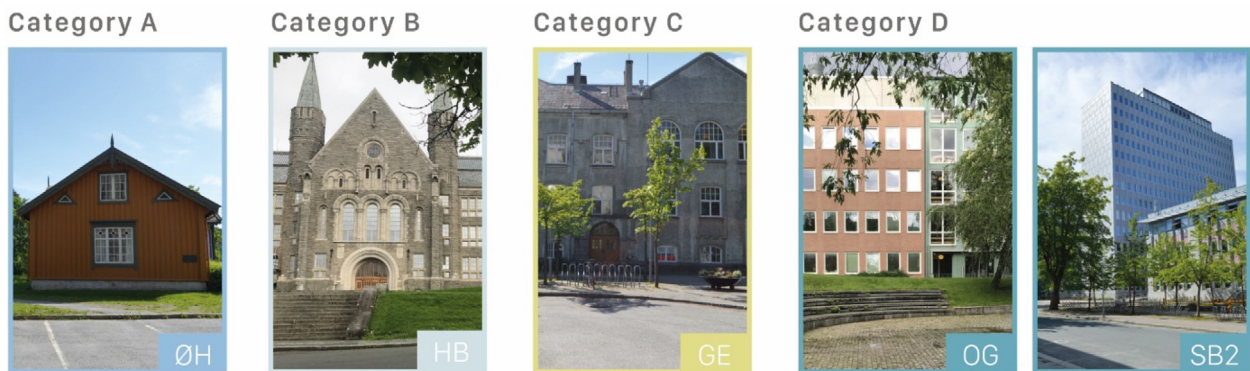 Category A
Category B
Category C
Category D
ØH
HB
GE
OG
SB2